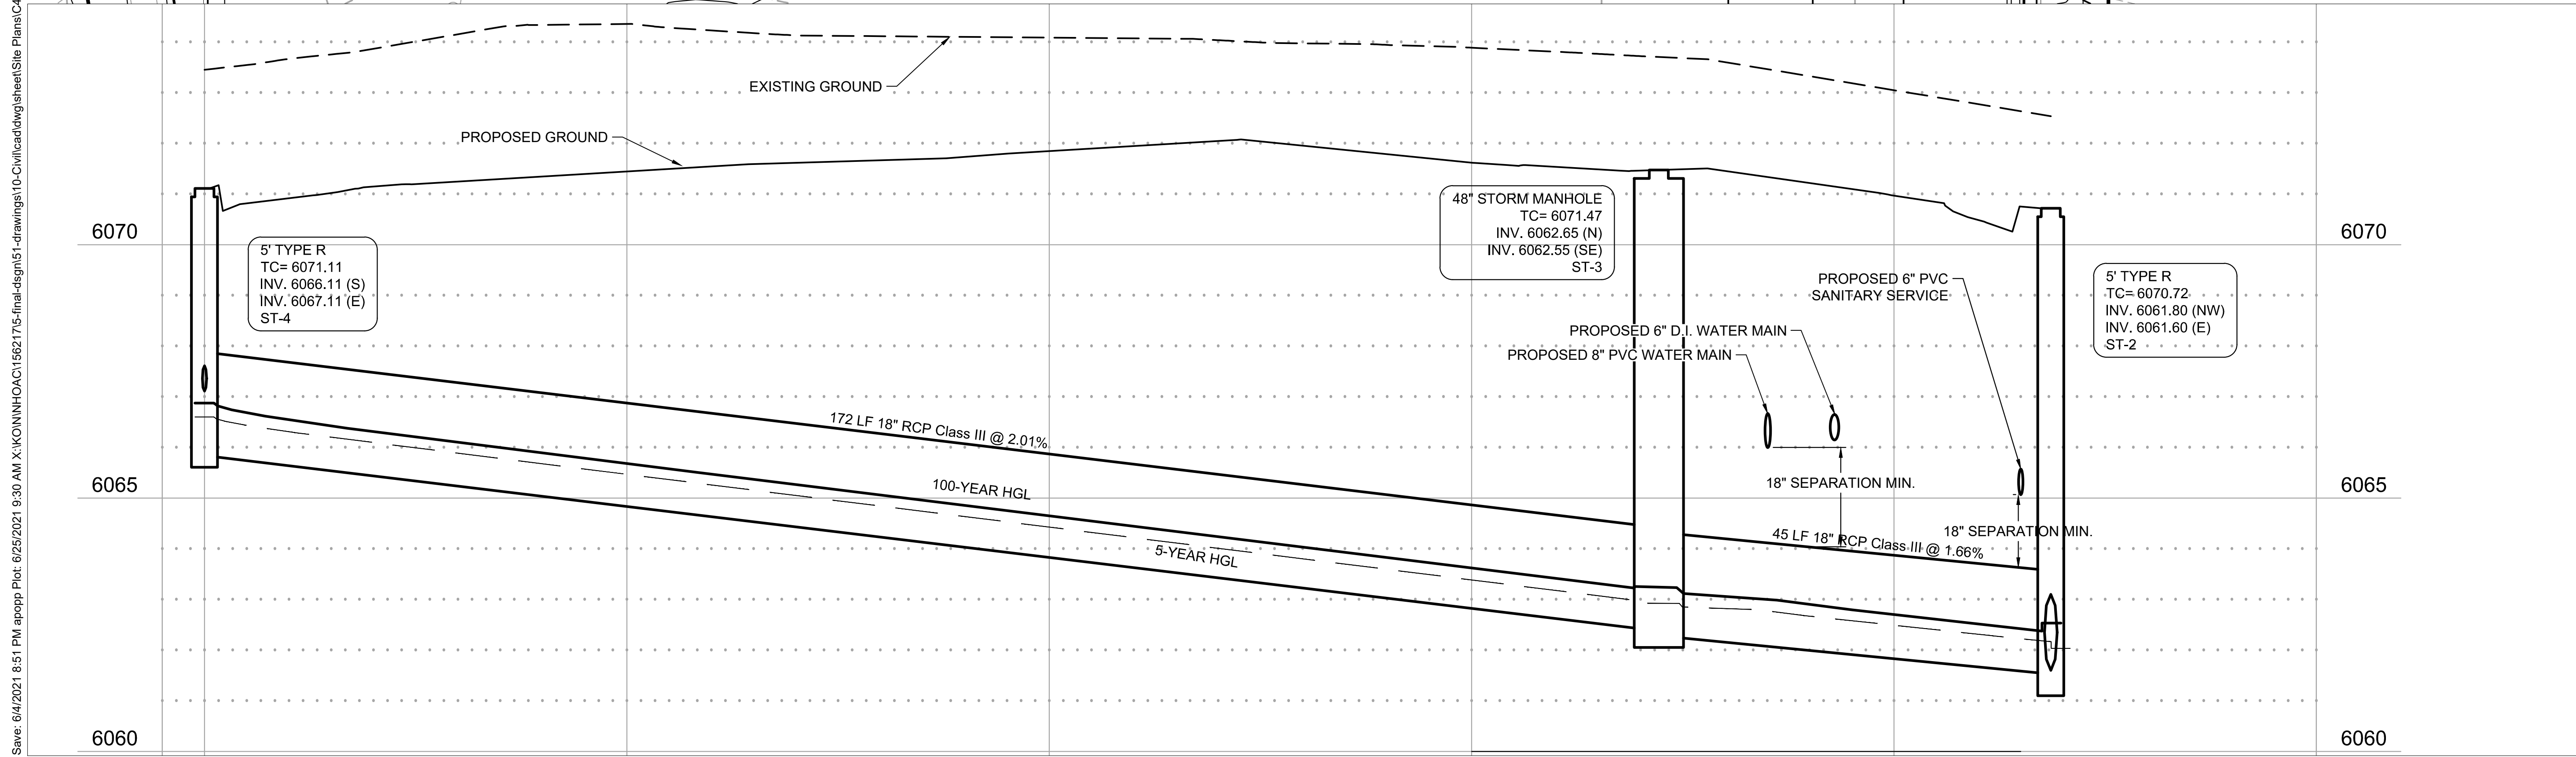 Save: 6/4/2021 8:51 PM apopp Plot: 6/25/2021 9:30 AM X:\KO\N\NHOAC\1562117\5-final-dsgn\51-drawings\10-Civil\cad\dwg\sheet\Site Plans\C4
EXISTING GROUND
PROPOSED GROUND
6070
5' TYPE R
TC= 6071.11
INV. 6066.11 (S)
INV. 6067.11 (E)
ST-4
48" STORM MANHOLE
TC= 6071.47
INV. 6062.65 (N)
INV. 6062.55 (SE)
ST-3
6070
PROPOSED 6" PVC
SANITARY SERVICE
5' TYPE R
TC= 6070.72
INV. 6061.80 (NW)
INV. 6061.60 (E)
ST-2
PROPOSED 6" D.I. WATER MAIN
PROPOSED 8" PVC WATER MAIN
172 LF 18" RCP Class III @ 2.01%
6065
100-YEAR HGL
18" SEPARATION MIN.
6065
5-YEAR HGL
45 LF 18" RCP Class III @ 1.66%
18" SEPARATION MIN.
6060
6060